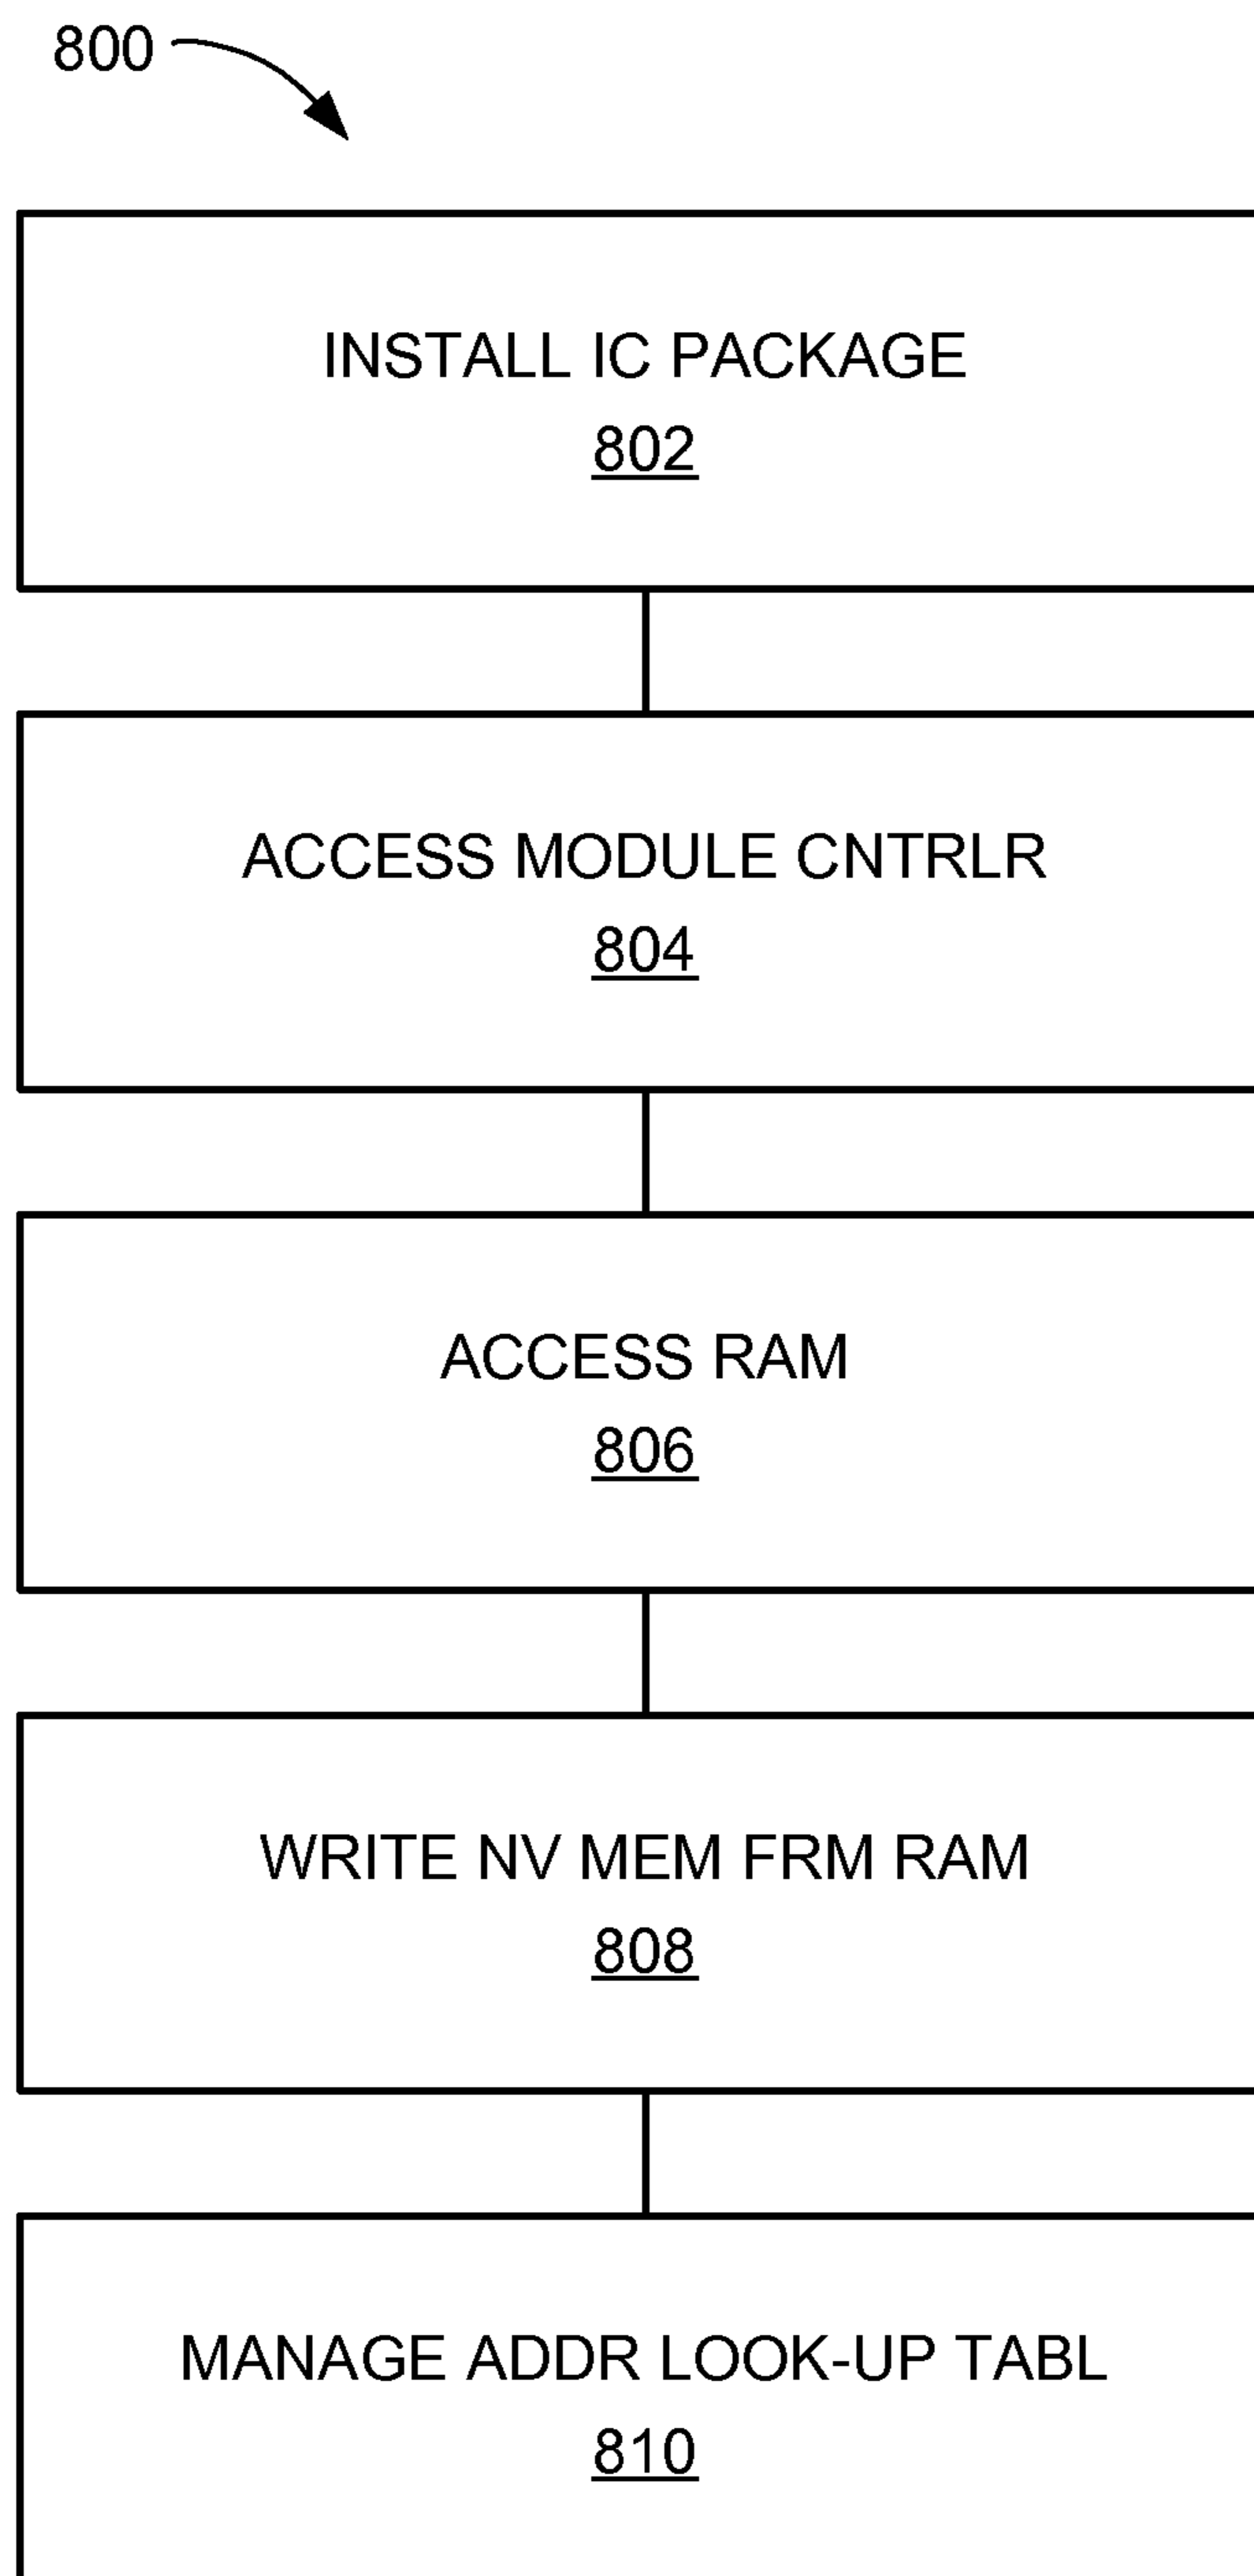 800
INSTALL IC PACKAGE
802
ACCESS MODULE CNTRLR
804
ACCESS RAM
806
WRITE NV MEM FRM RAM
808
MANAGE ADDR LOOK-UP TABL
810